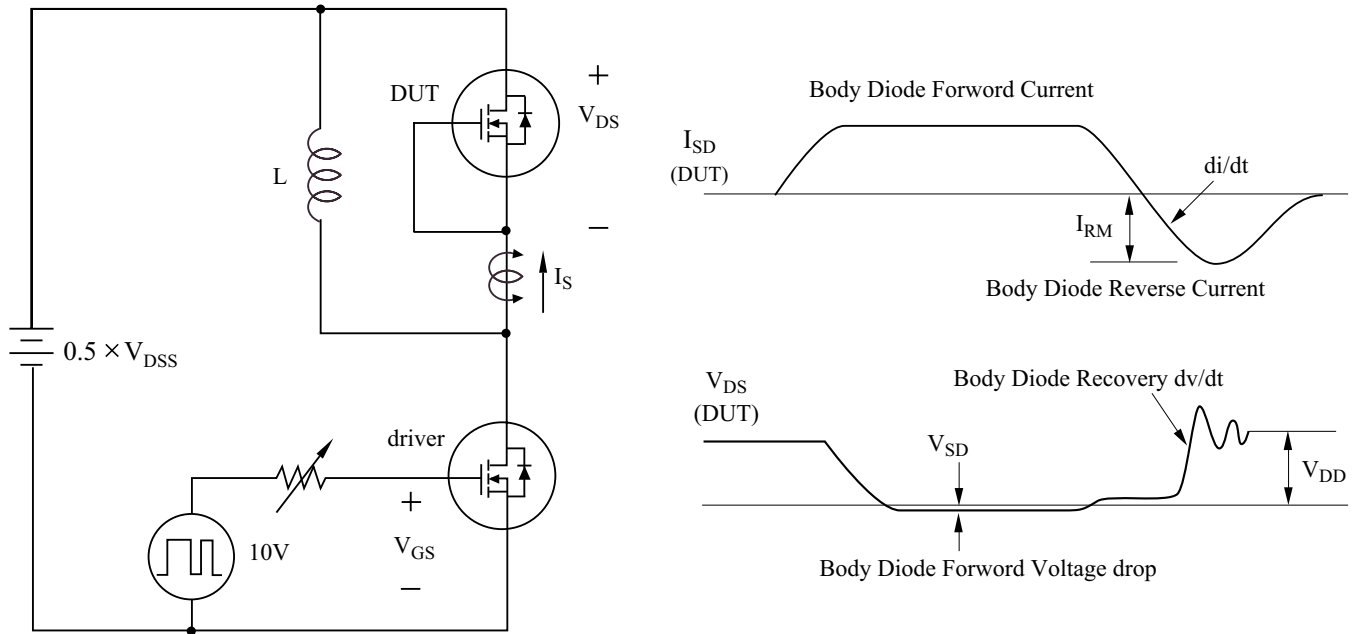 DUT
+
V_DS
−
L
I_S
0.5 × V_DSS
driver
+
V_GS
−
10V
Body Diode Forword Current
I_SD
(DUT)
di/dt
I_RM
Body Diode Reverse Current
V_DS
(DUT)
Body Diode Recovery dv/dt
V_SD
V_DD
Body Diode Forword Voltage drop